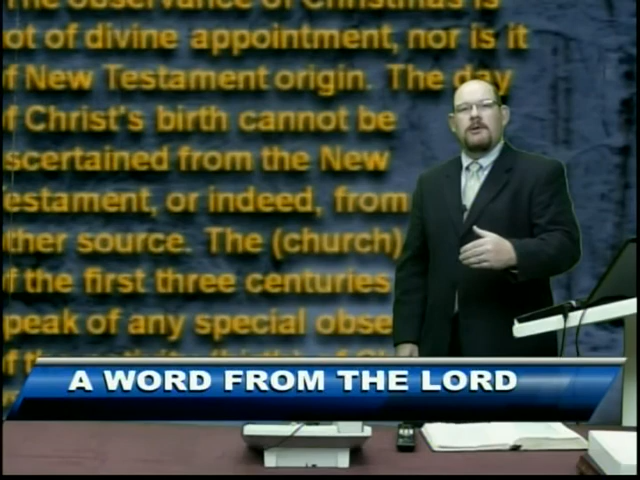 The observance of Christmas is
ot of divine appointment, nor is it
f New Testament origin. The day
f Christ's birth cannot be
scertained from the New
estament, or indeed, from
ther source. The (church)
f the first three centuries
peak of any special obse
A WORD FROM THE LORD